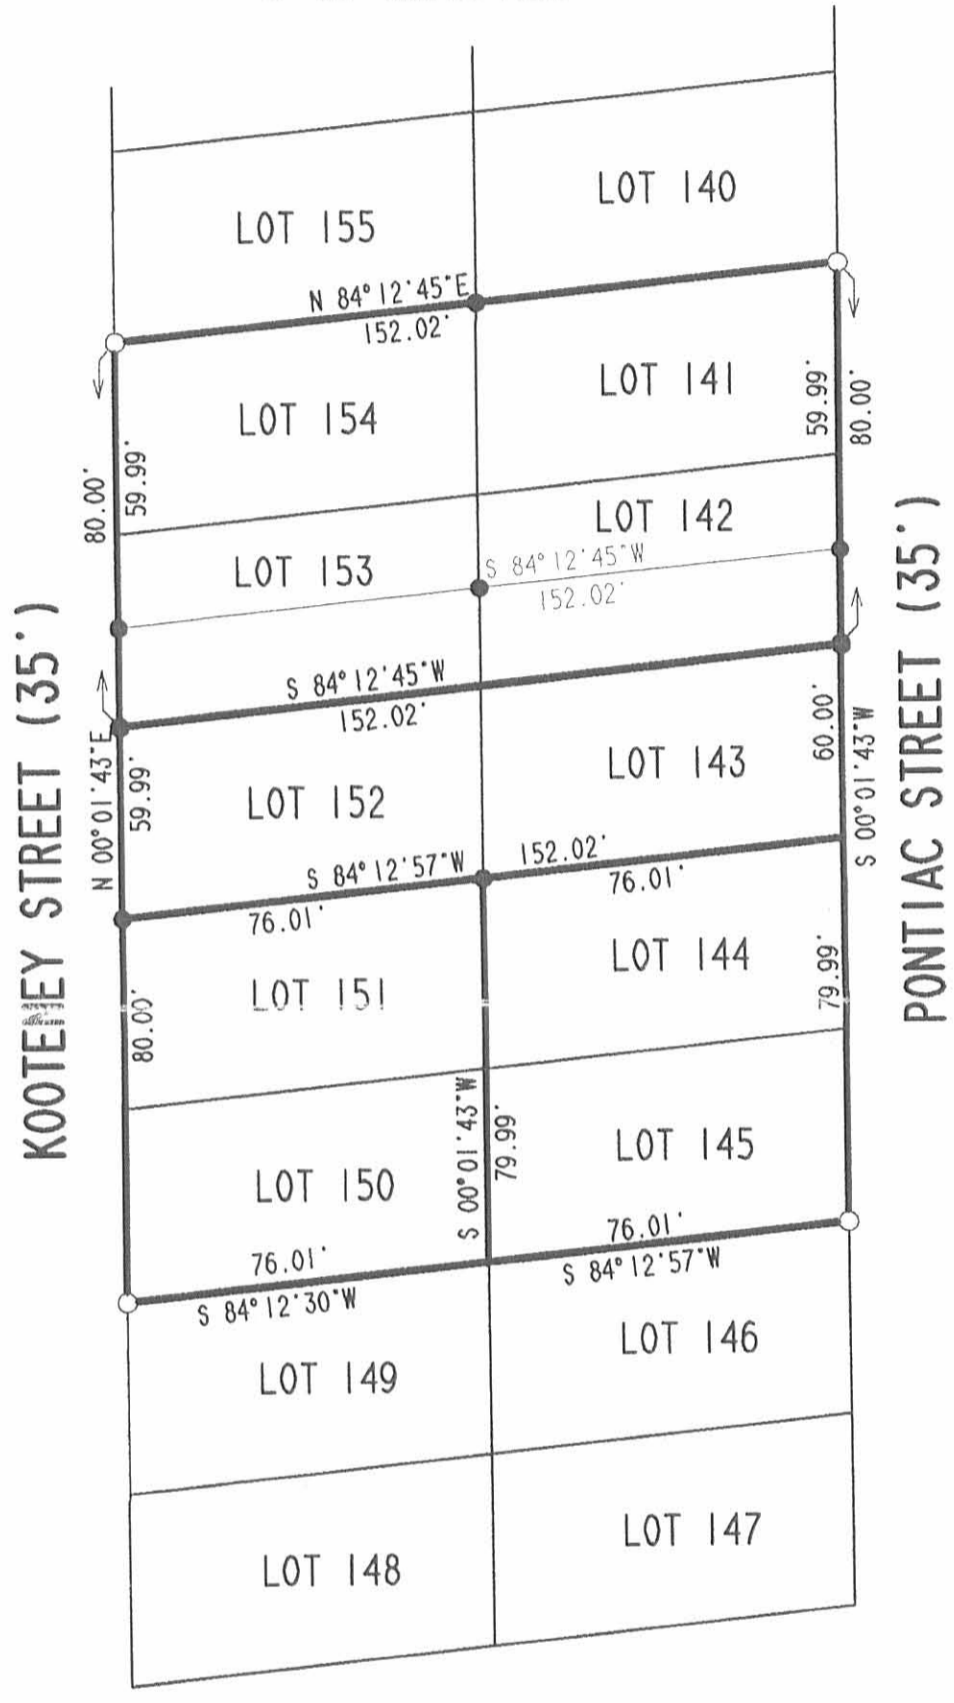 LOT 155
LOT 140
N 84° 12' 45" E
152.02'
LOT 154
LOT 141
80.00'
59.99'
59.99'
80.00'
LOT 153
LOT 142
S 84° 12' 45" W
152.02'
S 84° 12' 45" W
152.02'
KOOTENEY STREET (35')
PONTIAC STREET (35')
N 00° 01' 43" E
59.99'
LOT 152
LOT 143
60.00'
S 00° 01' 43" W
S 84° 12' 57" W
152.02'
76.01'
76.01'
LOT 151
LOT 144
80.00'
79.99'
S 00° 01' 43" W
79.99'
LOT 150
LOT 145
76.01'
76.01'
S 84° 12' 30" W
S 84° 12' 57" W
LOT 149
LOT 146
LOT 148
LOT 147